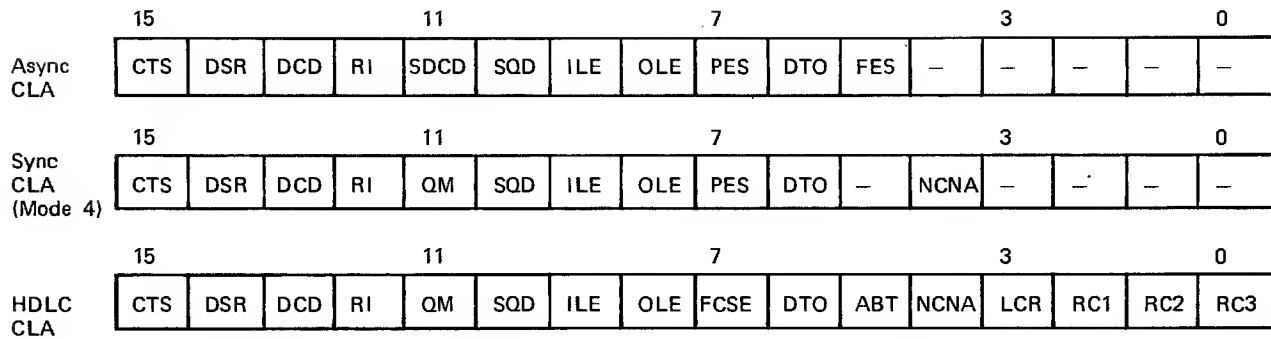 15 11 7 3 0
Async CTS DSR DCD RI SDCD SQD ILE OLE PES DTO FES – – – – –
CLA
15 11 7 3 0
Sync
CLA CTS DSR DCD RI QM SQD ILE OLE PES DTO – NCNA – – – –
(Mode 4)
15 11 7 3 0
HDLC CTS DSR DCD RI QM SQD ILE OLE FCSE DTO ABT NCNA LCR RC1 RC2 RC3
CLA